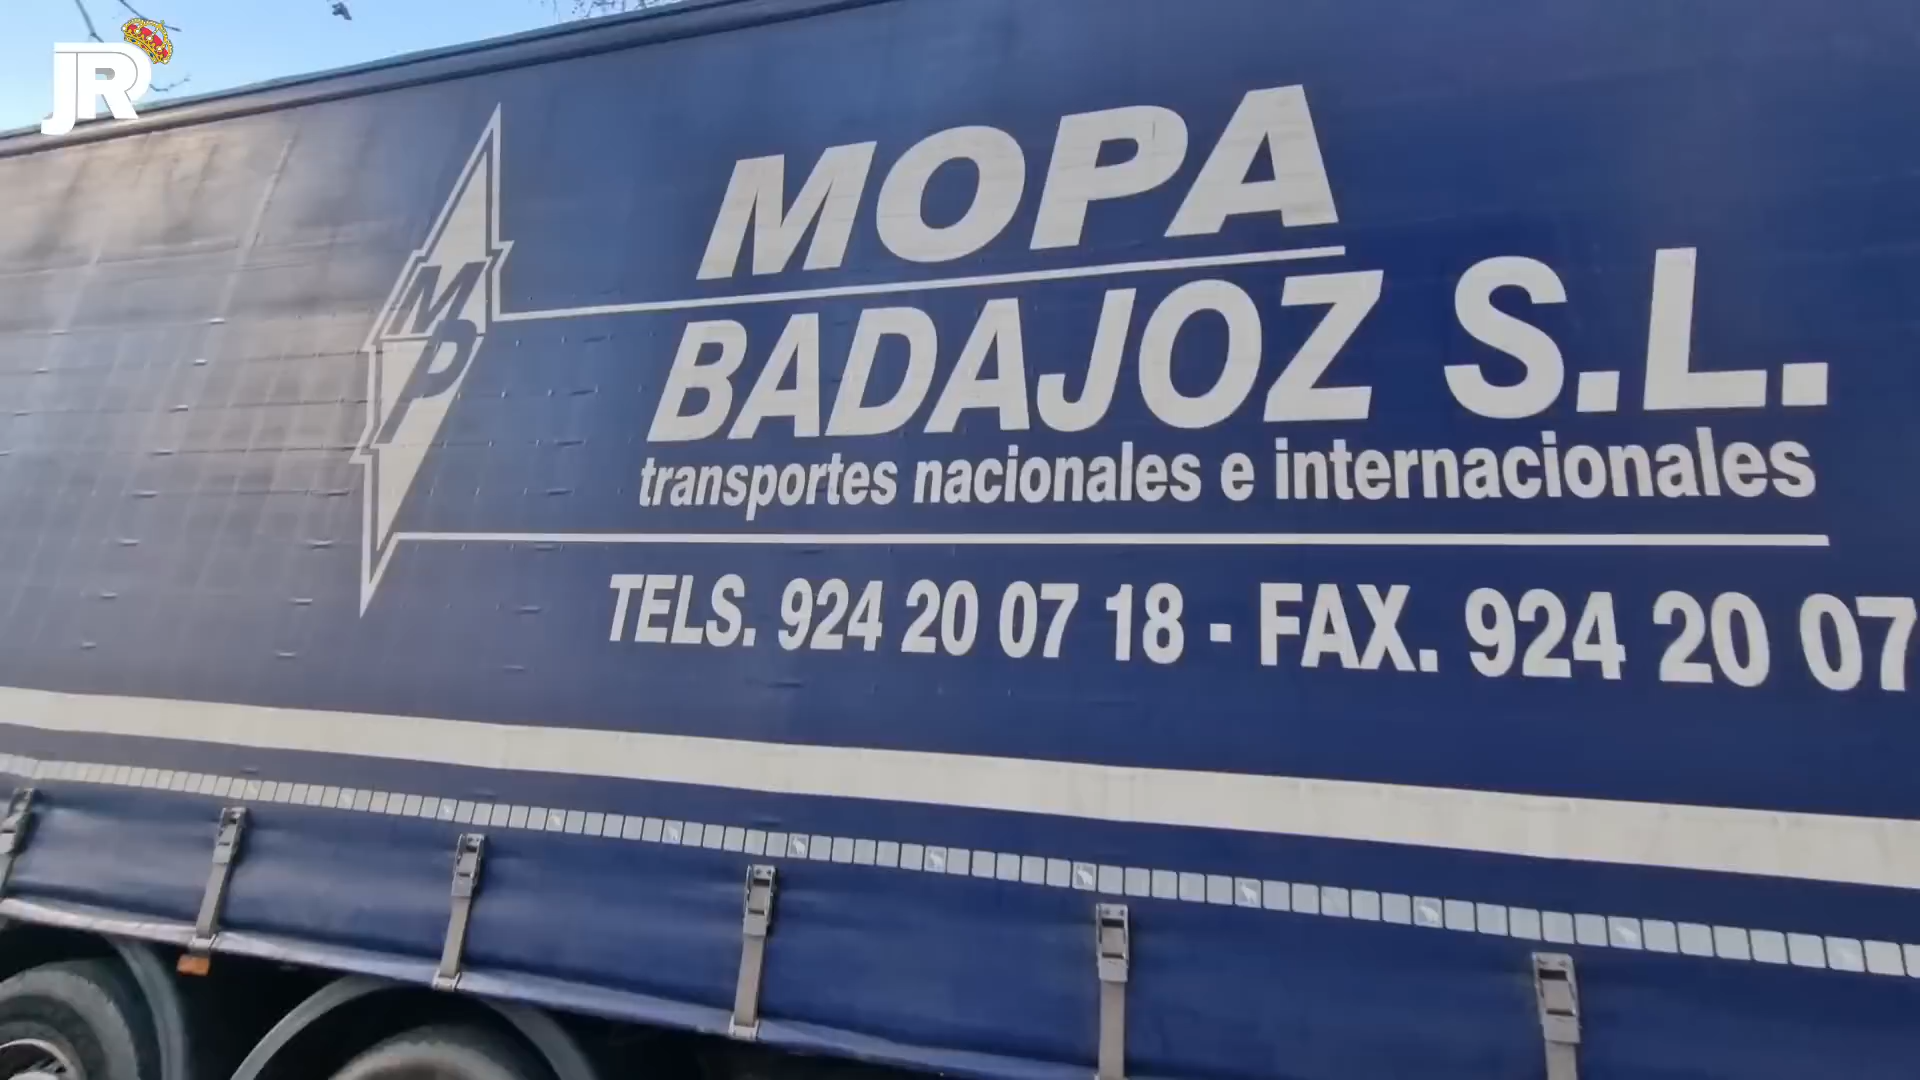 JR
MP
MOPA
BADAJOZ S.L.
transportes nacionales e internacionales
TELS. 924 20 07 18 - FAX. 924 20 07